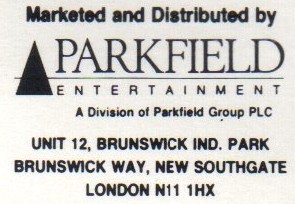 Marketed and Distributed by
PARKFIELD
ENTERTAINMENT
A Division of Parkfield Group PLC
UNIT 12, BRUNSWICK IND. PARK
BRUNSWICK WAY, NEW SOUTHGATE
LONDON N11 1HX